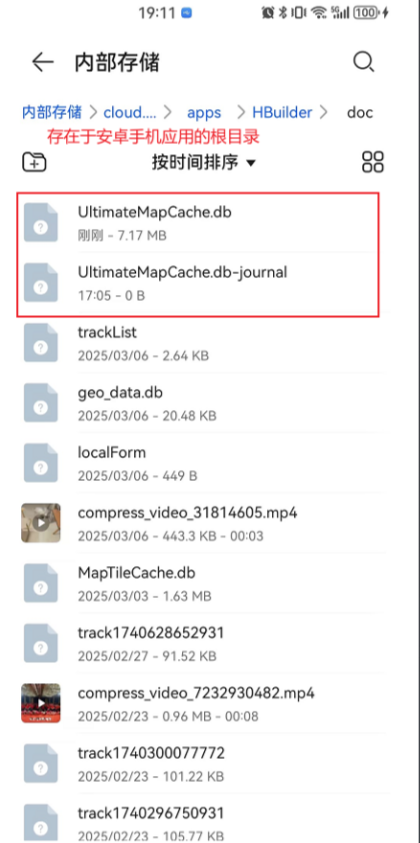 19:11 5G 100
内部存储
内部存储 > cloud.... > apps > HBuilder > doc
存在于安卓手机应用的根目录
按时间排序
UltimateMapCache.db
刚刚 - 7.17 MB
UltimateMapCache.db-journal
17:05 - 0 B
trackList
2025/03/06 - 2.64 KB
geo_data.db
2025/03/06 - 20.48 KB
localForm
2025/03/06 - 449 B
compress_video_31814605.mp4
2025/03/06 - 443.3 KB - 00:03
MapTileCache.db
2025/03/03 - 1.63 MB
track1740628652931
2025/02/27 - 91.52 KB
compress_video_7232930482.mp4
2025/02/23 - 0.96 MB - 00:08
track1740300077772
2025/02/23 - 101.22 KB
track1740296750931
2025/02/23 - 105.77 KB